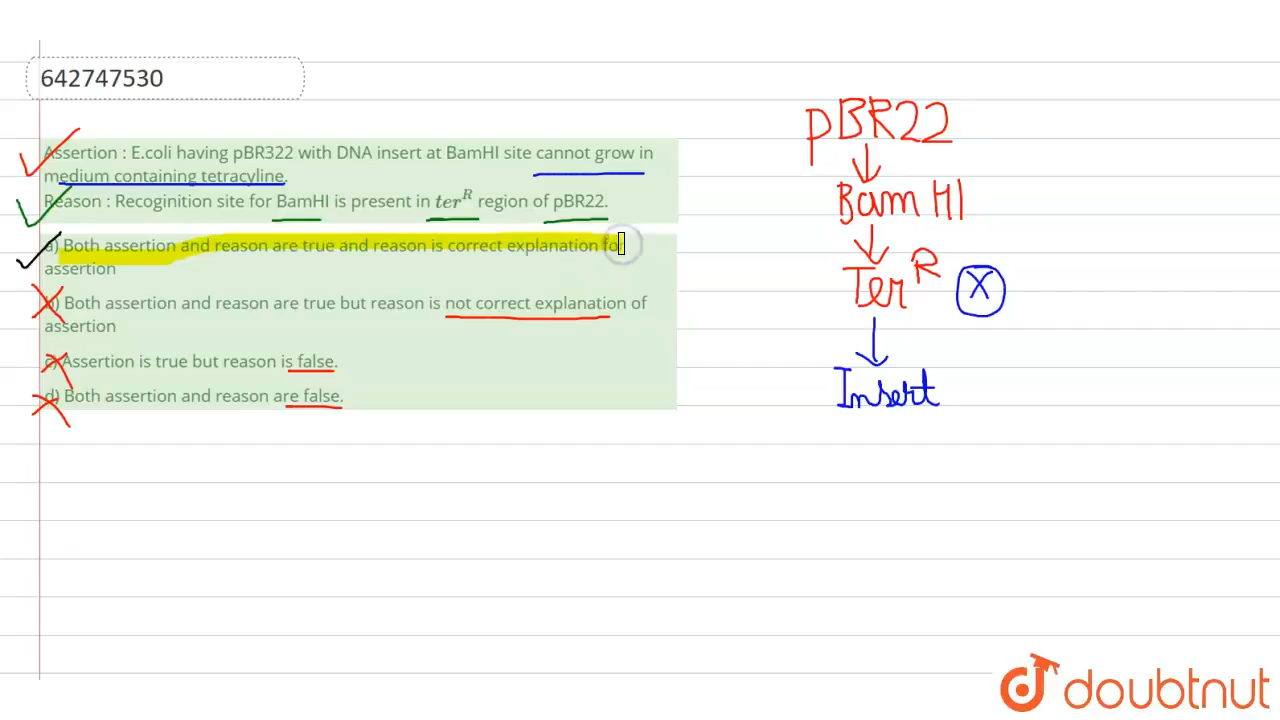 642747530
Assertion : E.coli having pBR322 with DNA insert at BamHI site cannot grow in
medium containing tetracyline.
Reason : Recoginition site for BamHI is present in ter^R region of pBR22.
a) Both assertion and reason are true and reason is correct explanation for
assertion
b) Both assertion and reason are true but reason is not correct explanation of
assertion
c) Assertion is true but reason is false.
d) Both assertion and reason are false.
pBR22
Bam HI
Ter^R X
Insert
doubtnut